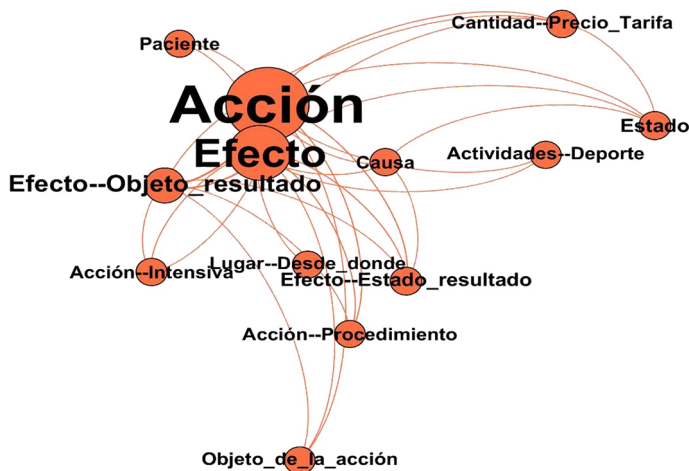 Cantidad--Precio_Tarifa
Paciente
Acción
Estado
Efecto
Actividades--Deporte
Causa
Efecto--Objeto_resultado
Lugar--Desde_donde
Acción--Intensiva
Efecto--Estado_resultado
Acción--Procedimiento
Objeto_de_la_acción